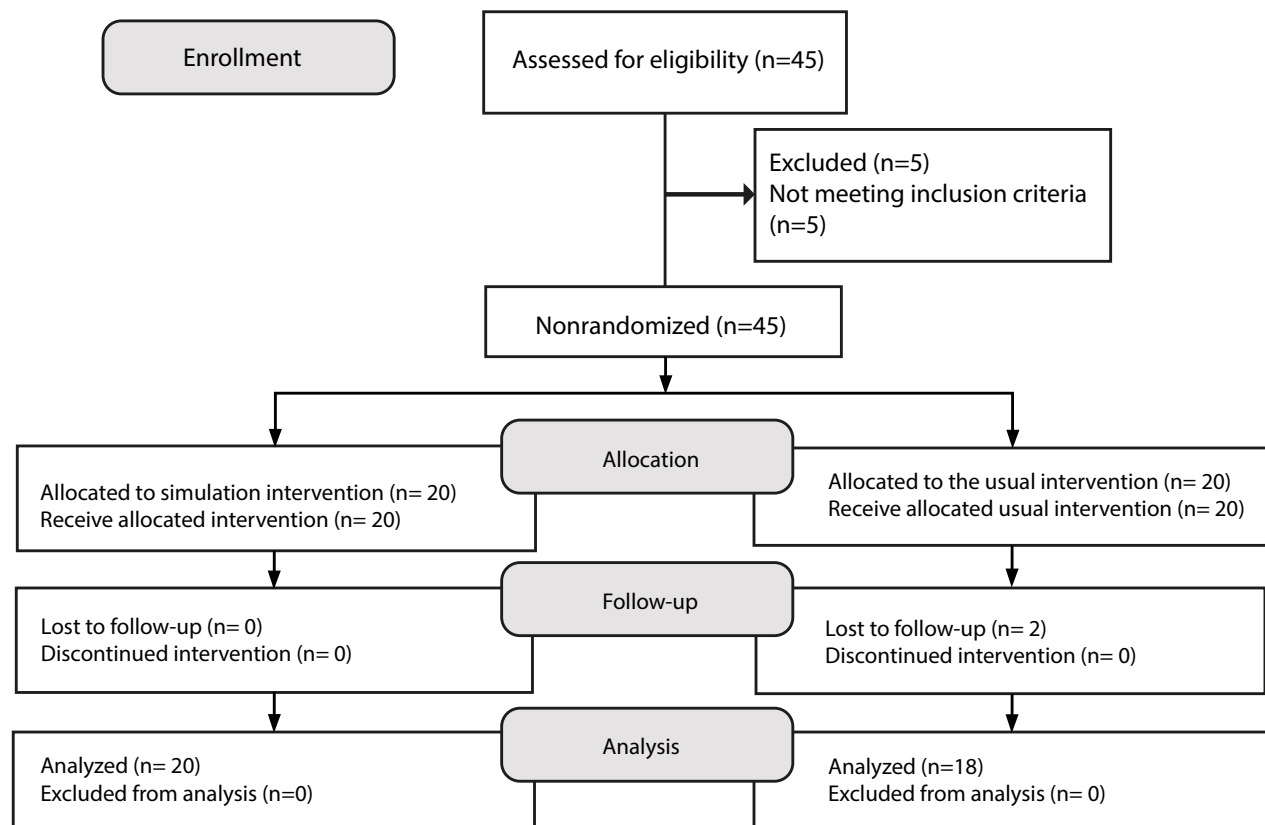 Enrollment
Assessed for eligibility (n=45)
Excluded (n=5)
Not meeting inclusion criteria
(n=5)
Nonrandomized (n=45)
Allocation
Allocated to simulation intervention (n= 20)
Receive allocated intervention (n= 20)
Allocated to the usual intervention (n= 20)
Receive allocated usual intervention (n= 20)
Follow-up
Lost to follow-up (n= 0)
Discontinued intervention (n= 0)
Lost to follow-up (n= 2)
Discontinued intervention (n= 0)
Analysis
Analyzed (n= 20)
Excluded from analysis (n=0)
Analyzed (n=18)
Excluded from analysis (n= 0)